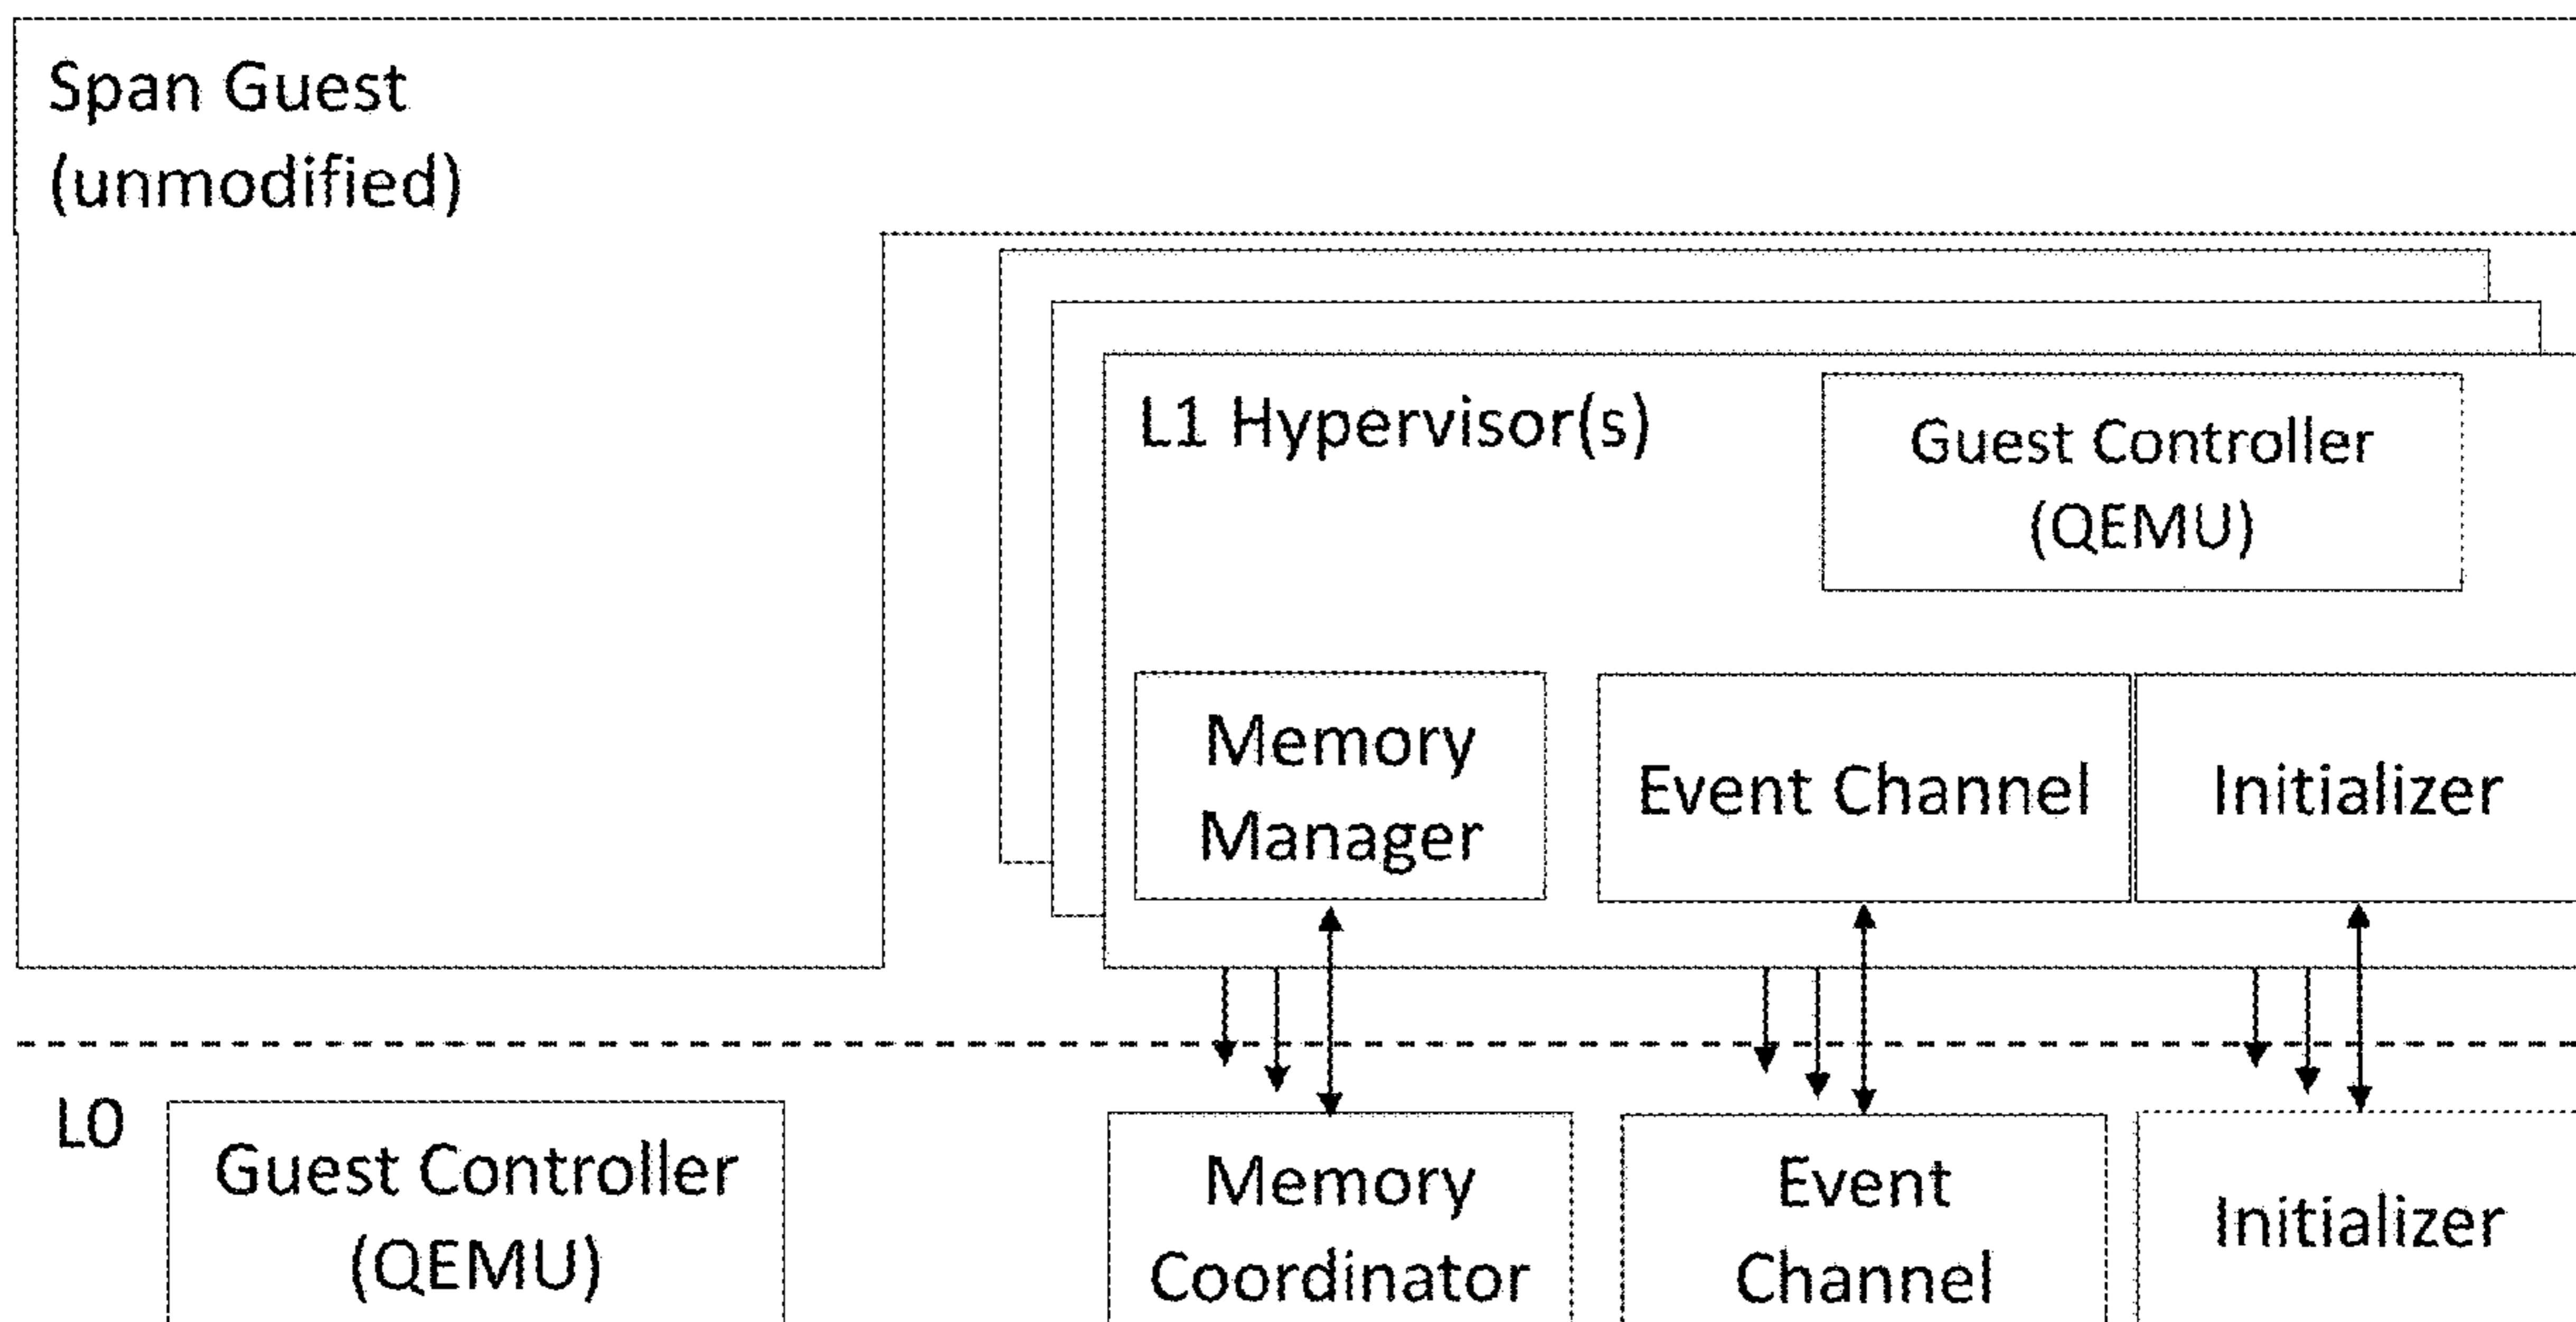 Span Guest
(unmodified)
L1 Hypervisor(s)
Guest Controller
(QEMU)
Memory
Manager
Event Channel
Initializer
L0
Guest Controller
(QEMU)
Memory
Coordinator
Event
Channel
Initializer